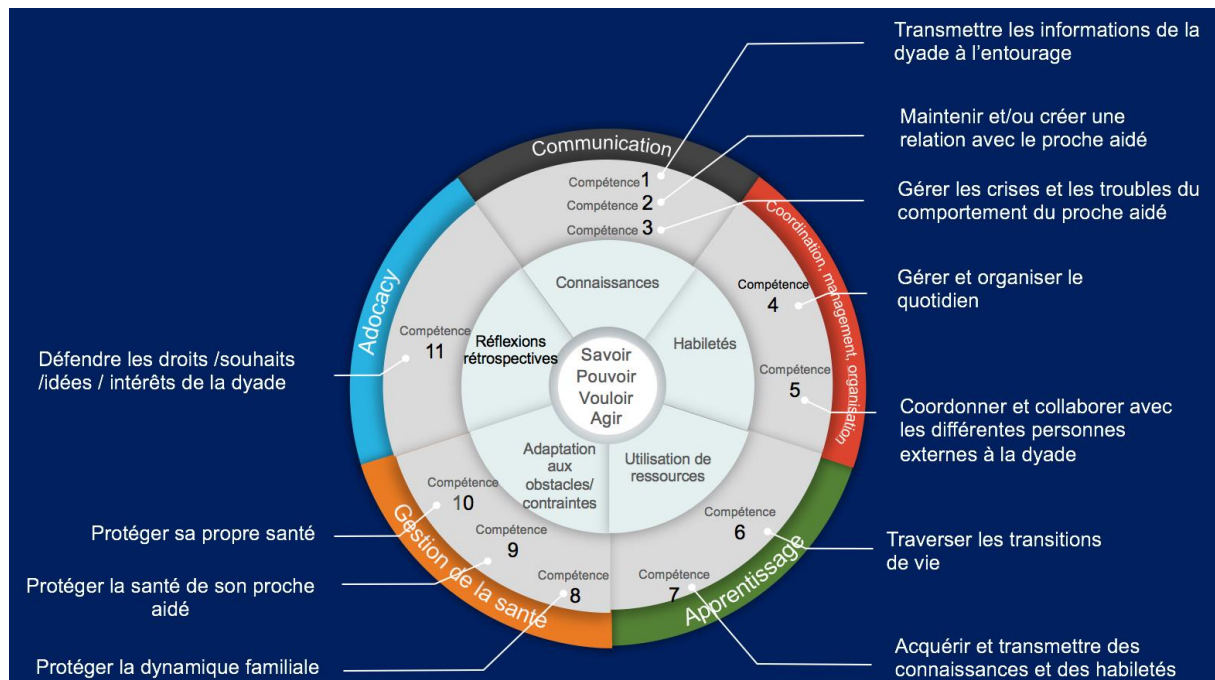 Transmettre les informations de la
dyade à l'entourage
Maintenir et/ou créer une
relation avec le proche aidé
Gérer les crises et les troubles du
comportement du proche aidé
Gérer et organiser le
quotidien
Coordonner et collaborer avec
les différentes personnes
externes à la dyade
Traverser les transitions
de vie
Acquérir et transmettre des
connaissances et des habiletés
Défendre les droits /souhaits
/idées / intérêts de la dyade
Protéger sa propre santé
Protéger la santé de son proche
aidé
Protéger la dynamique familiale
Communication
Coordination, management, organisation
Apprentissage
Gestion de la santé
Adocacy
Compétence 1
Compétence 2
Compétence 3
Compétence
4
Compétence
5
Compétence
6
Compétence
7
Compétence
8
Compétence
9
Compétence
10
Compétence
11
Connaissances
Habiletés
Utilisation de
ressources
Adaptation
aux
obstacles/
contraintes
Réflexions
rétrospectives
Savoir
Pouvoir
Vouloir
Agir